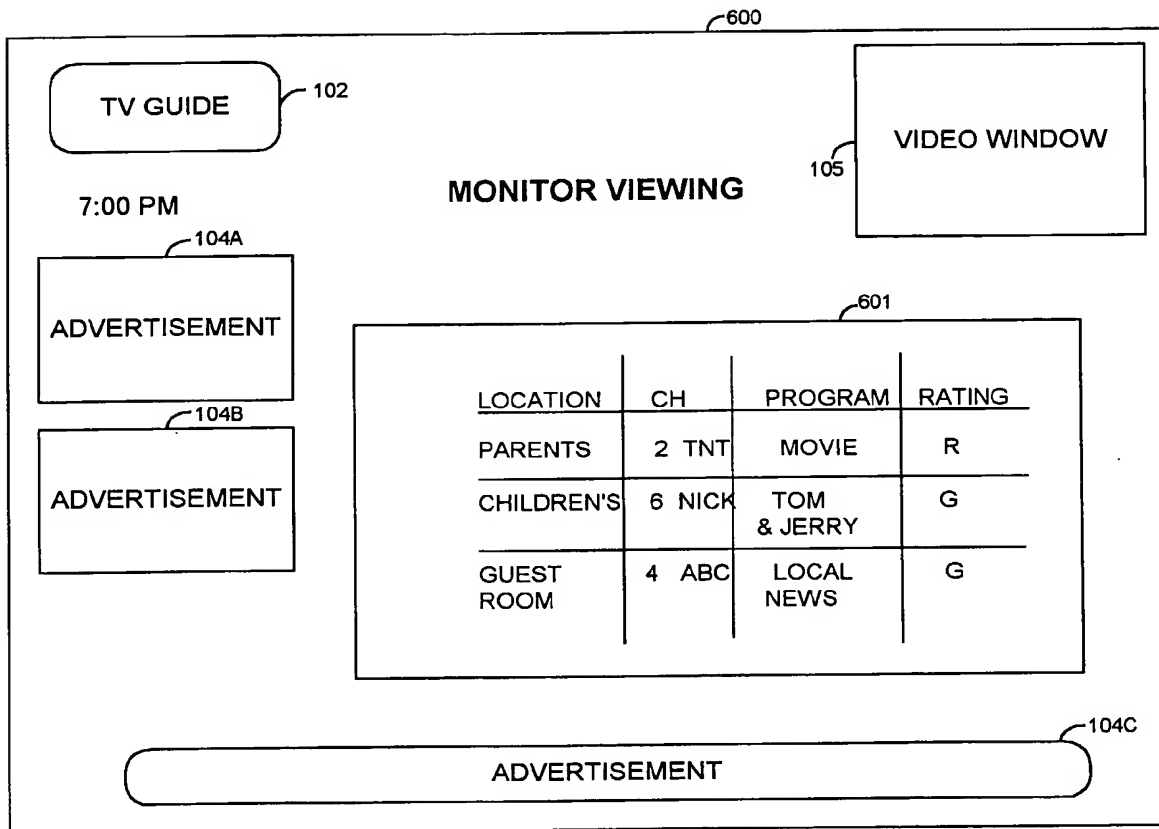 600
TV GUIDE
102
VIDEO WINDOW
105
MONITOR VIEWING
7:00 PM
104A
ADVERTISEMENT
104B
ADVERTISEMENT
601
LOCATION CH PROGRAM RATING
PARENTS 2 TNT MOVIE R
CHILDREN'S 6 NICK TOM G
& JERRY
GUEST 4 ABC LOCAL G
ROOM NEWS
104C
ADVERTISEMENT